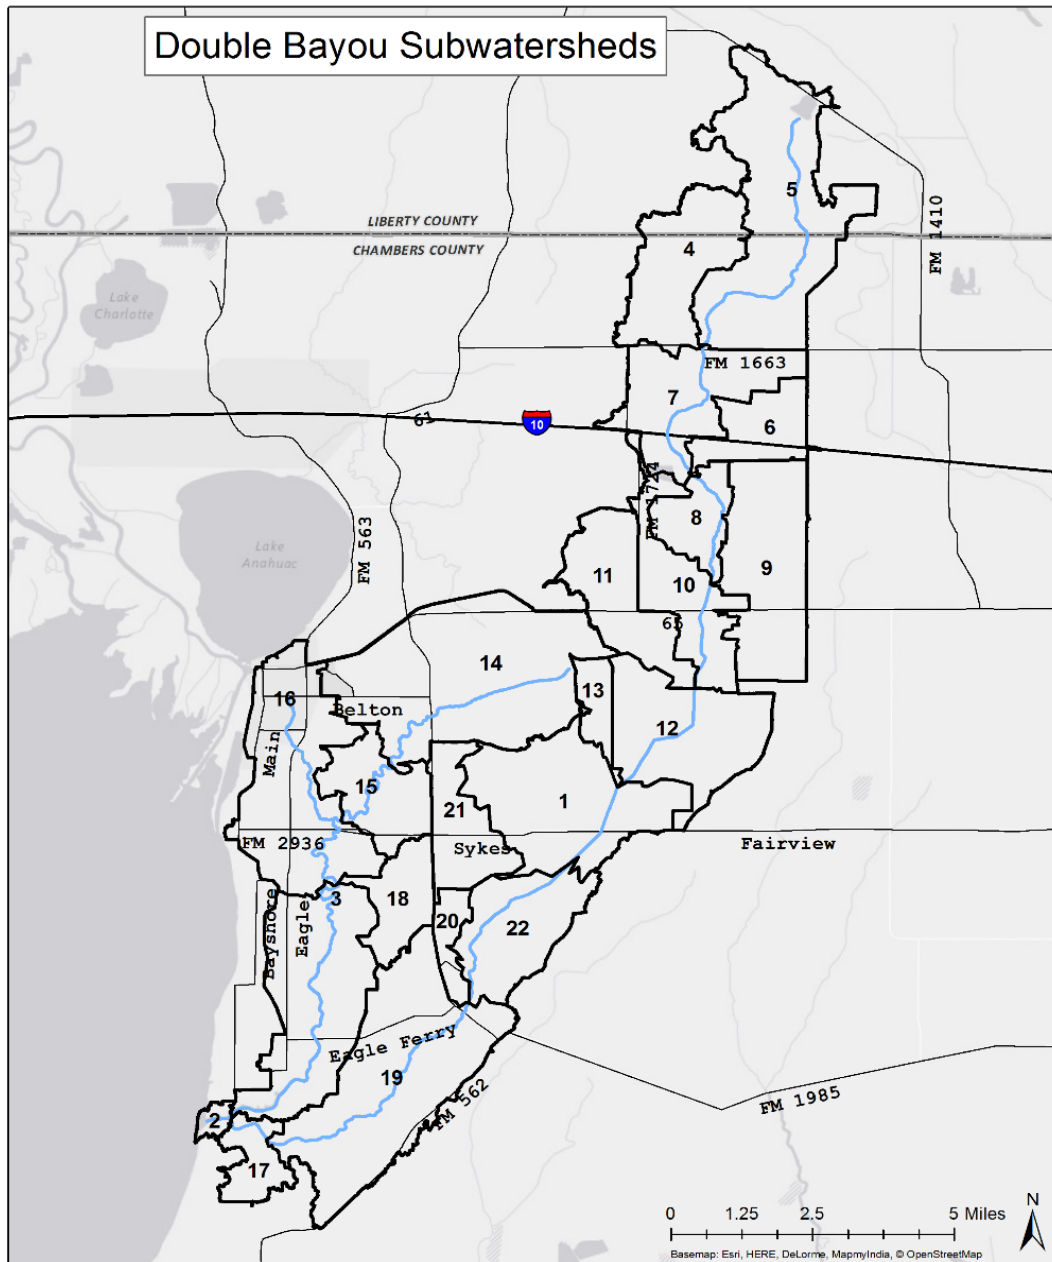 Double Bayou Subwatersheds
5
FM 1410
LIBERTY COUNTY
CHAMBERS COUNTY
4
Lake
Charlotte
FM 1663
7
61
10
6
FM 1724
8
Lake
Anahuac
FM 563
11
10
9
65
14
13
16
Belton
12
Main
15
21
1
FM 2936
Sykes
Fairview
3
18
Bayshore
Eagle
20
22
Eagle Ferry
19
FM 562
FM 1985
2
17
N
0 1.25 2.5 5 Miles
Basemap: Esri, HERE, DeLorme, MapmyIndia, © OpenStreetMap